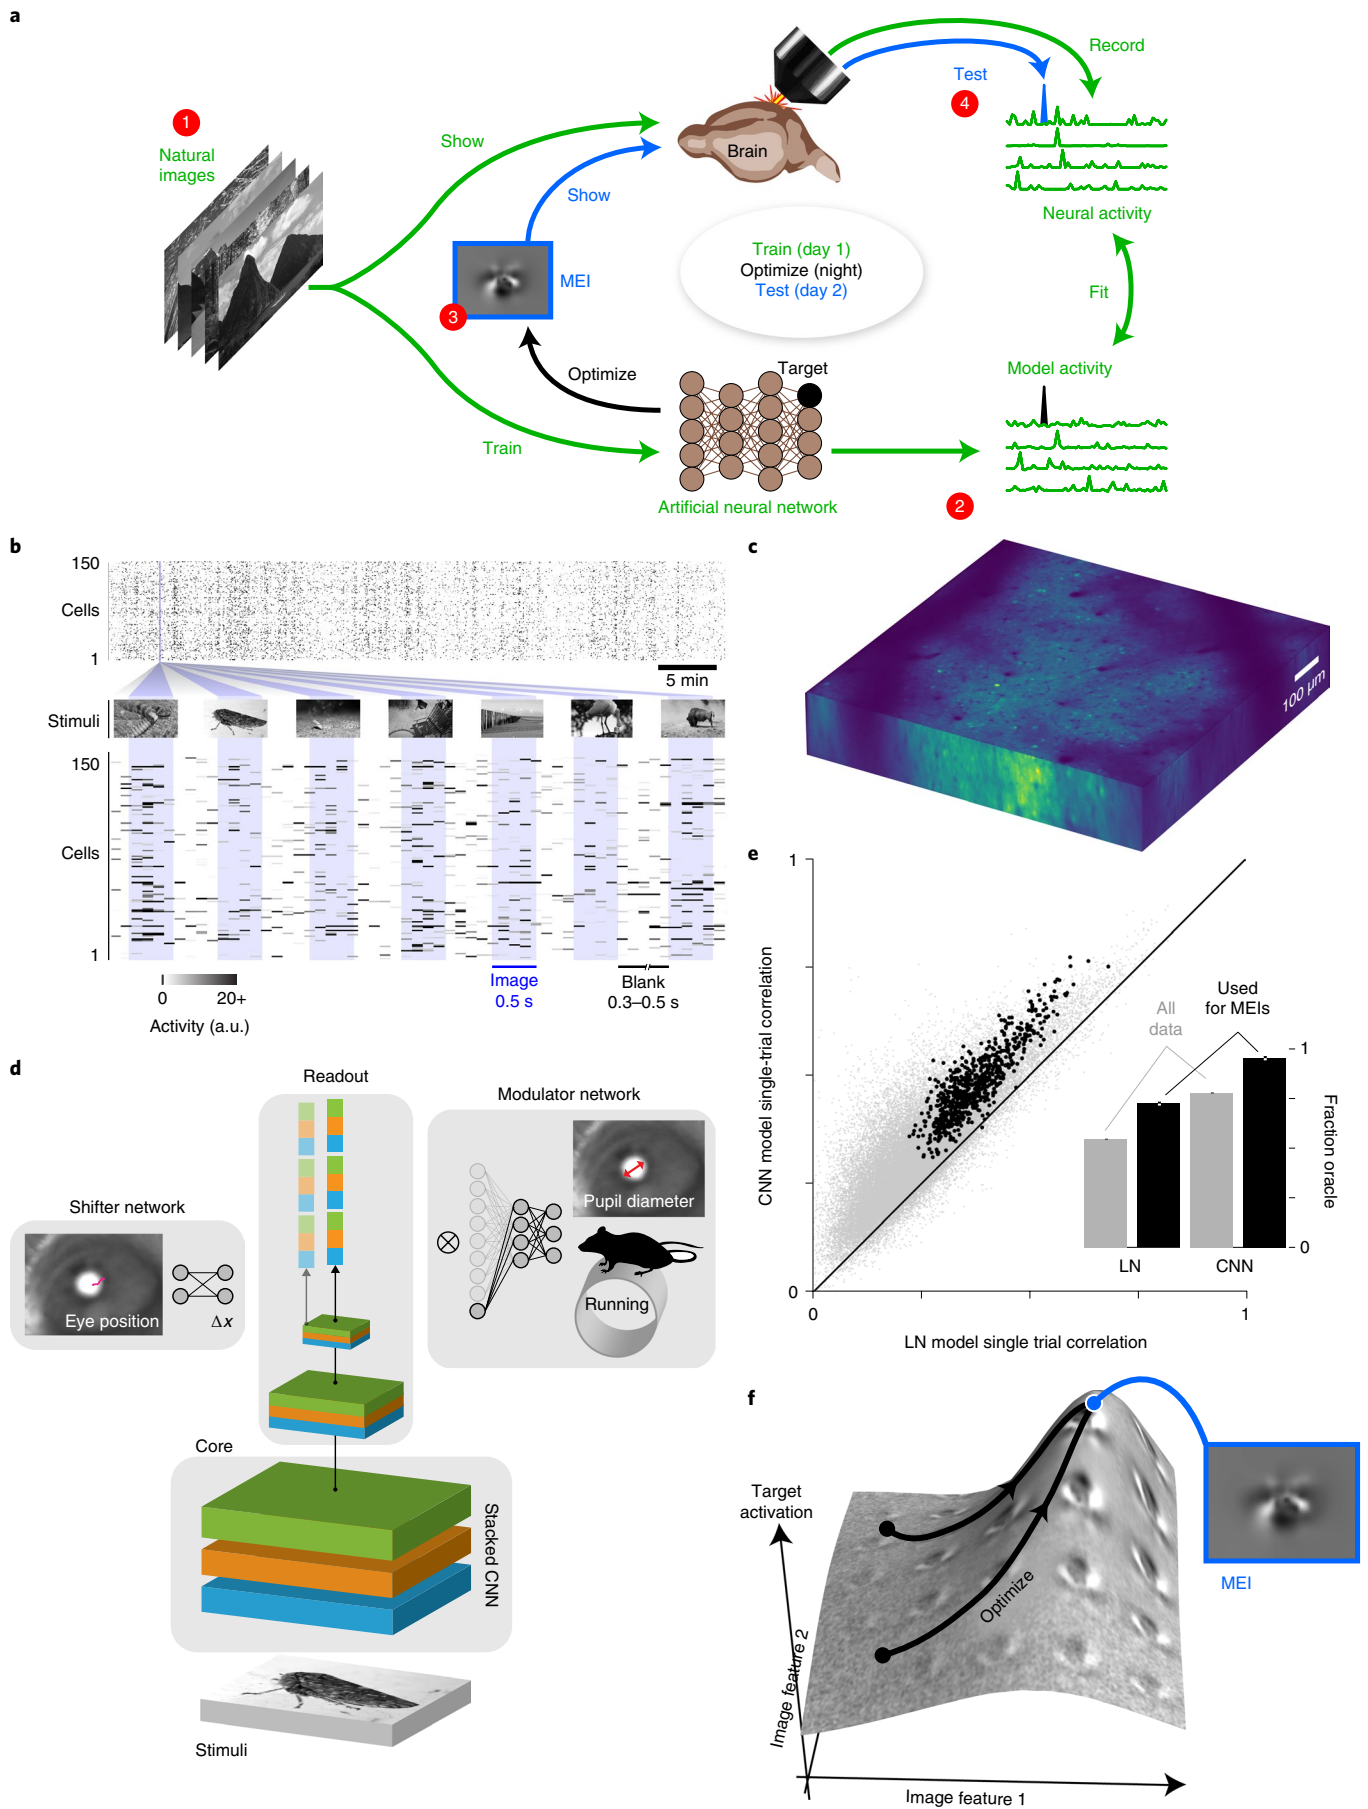 a
Record
Test
4
1
Natural
images
Show
Brain
Show
Neural activity
Train (day 1)
Optimize (night)
Test (day 2)
MEI
3
Fit
Optimize
Target
Model activity
Train
Artificial neural network
2
b
150
Cells
1
5 min
Stimuli
150
Cells
1
Image
0.5 s
Blank
0.3–0.5 s
0
20+
Activity (a.u.)
c
100 µm
d
Readout
Modulator network
Pupil diameter
Shifter network
Eye position
Δx
Running
Core
Stacked CNN
Stimuli
e
1
CNN model single-trial correlation
0
0
1
LN model single trial correlation
All
data
Used
for MEIs
1
Fraction oracle
0
LN
CNN
f
Target
activation
Optimize
MEI
Image feature 2
Image feature 1